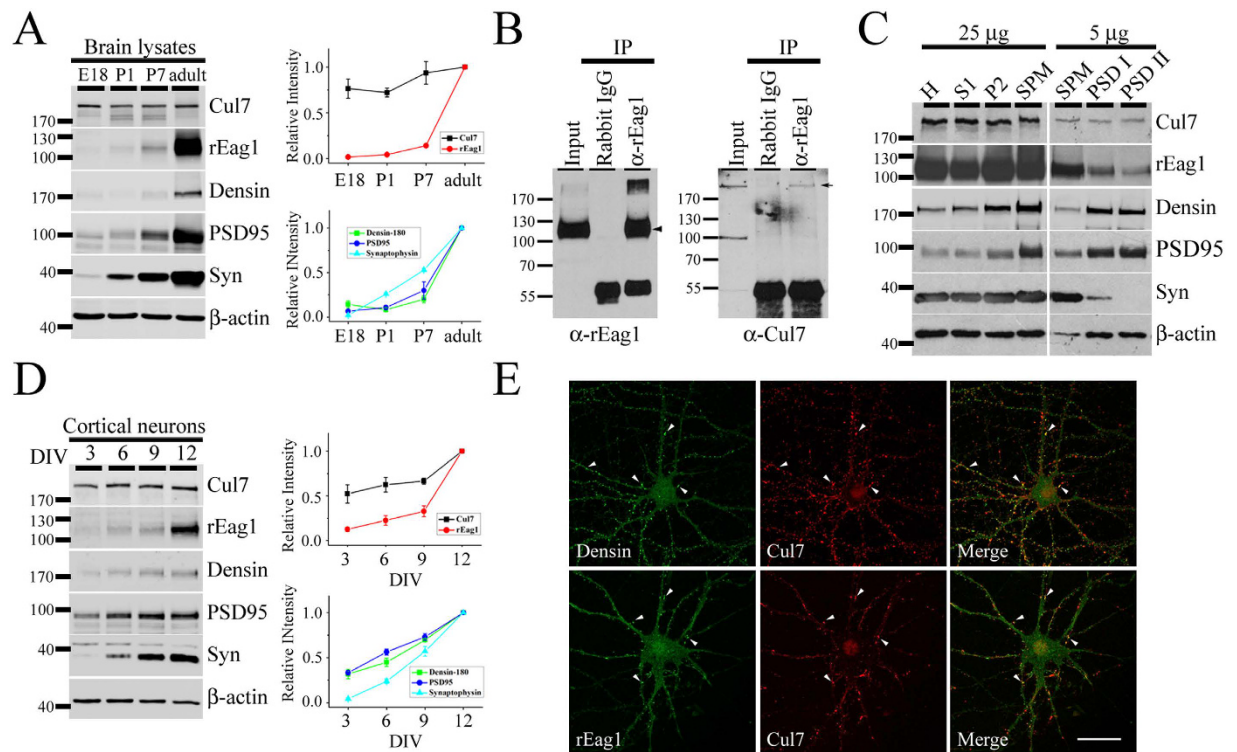 A
Brain lysates
E18 P1 P7 adult
Cul7
170
130
rEag1
100
Densin
170
PSD95
100
Syn
40
β-actin
40
Relative Intensity
1.0
0.5
0.0
Cul7
rEag1
E18 P1 P7 adult
Relative INtensity
1.0
0.5
0.0
Densin-180
PSD95
Synaptophysin
E18 P1 P7 adult
B
IP
Input
Rabbit IgG
α-rEag1
170
130
100
70
55
α-rEag1
IP
Input
Rabbit IgG
α-rEag1
170
130
100
70
55
α-Cul7
C
25 μg 5 μg
H S1 P2 SPM SPM PSD I PSD II
Cul7
170
130
rEag1
100
Densin
170
PSD95
100
Syn
40
β-actin
40
D
Cortical neurons
DIV 3 6 9 12
Cul7
170
130
rEag1
100
Densin
170
100
PSD95
40
Syn
β-actin
40
Relative Intensity
1.0
0.5
0.0
Cul7
rEag1
3 6 9 12
DIV
Relative INtensity
1.0
0.5
0.0
Densin-180
PSD95
Synaptophysin
3 6 9 12
DIV
E
Densin Cul7 Merge
rEag1 Cul7 Merge